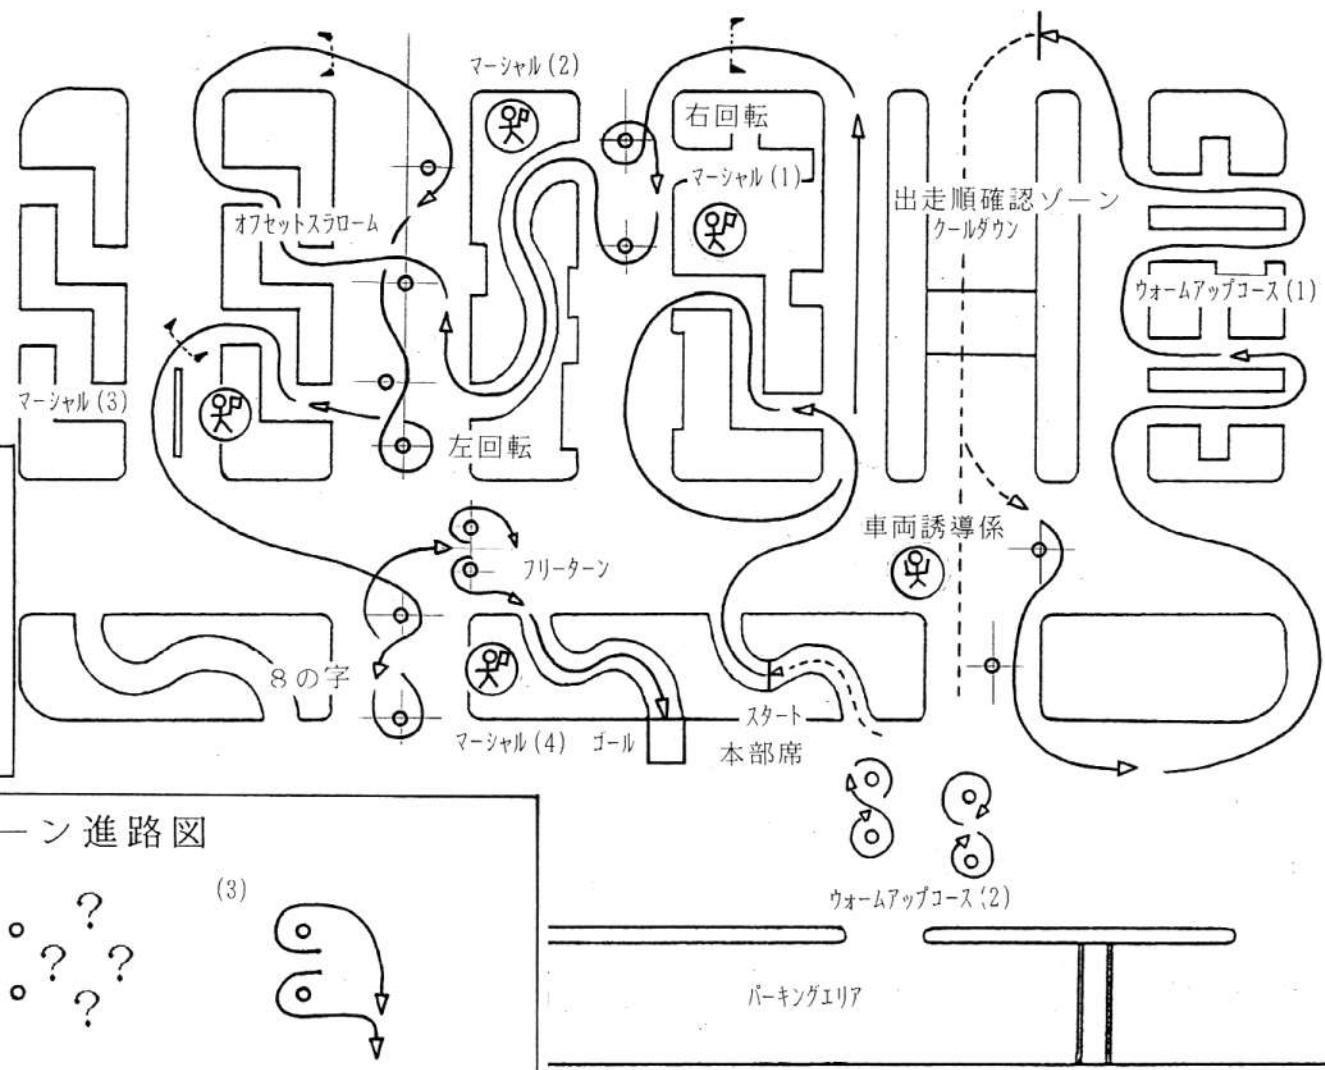 マーシャル(2)
右回転
マーシャル(1)
出走順確認ゾーン
クールダウン
オフセットスラローム
ウォームアップコース(1)
マーシャル(3)
左回転
車両誘導係
フリーターン
8の字
スタート
マーシャル(4)
ゴール
本部席
ーン進路図
(3)
?
? ?
?
ウォームアップコース(2)
パーキングエリア